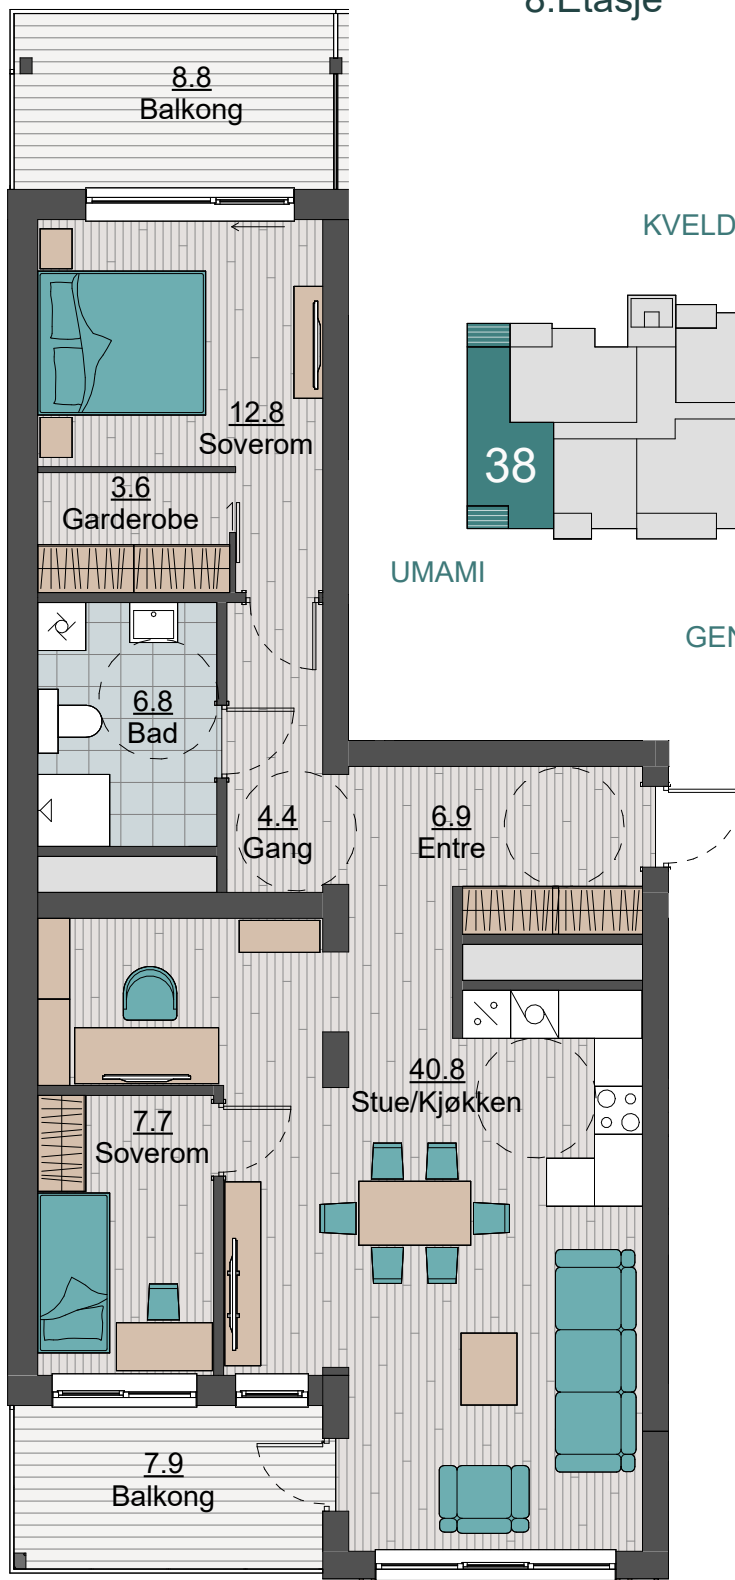 8.Etasje
8.8
Balkong
KVELD
12.8
Soverom
38
3.6
Garderobe
UMAMI
GEN
6.8
Bad
4.4
Gang
6.9
Entre
40.8
Stue/Kjøkken
7.7
Soverom
7.9
Balkong